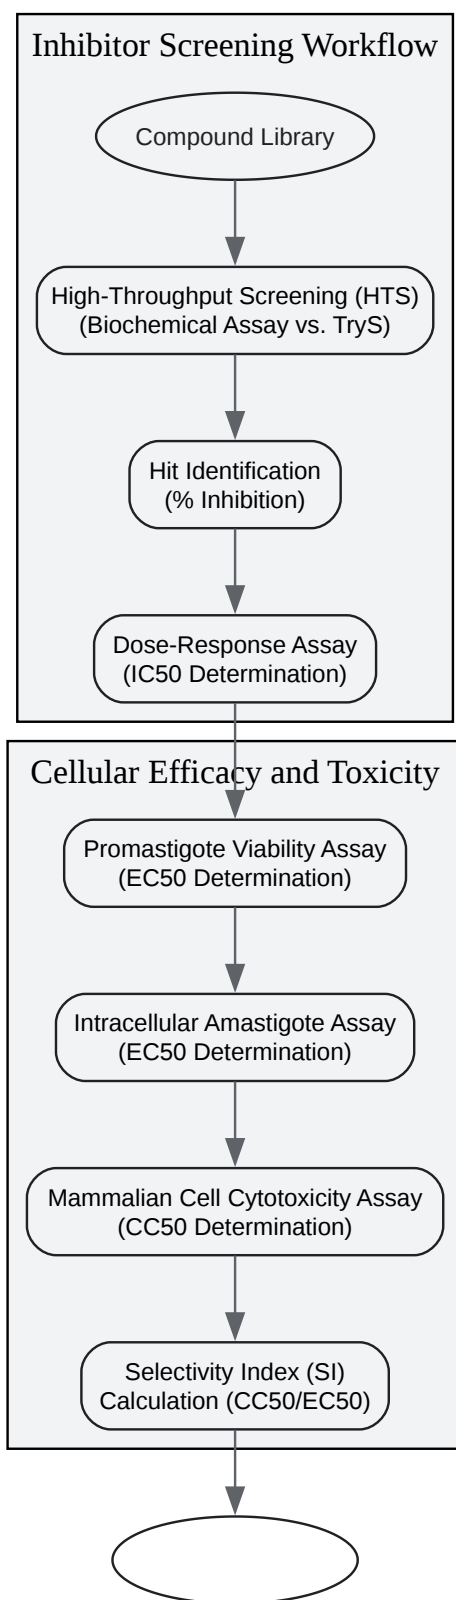 Inhibitor Screening Workflow
Compound Library
High-Throughput Screening (HTS)
(Biochemical Assay vs. TryS)
Hit Identification
(% Inhibition)
Dose-Response Assay
(IC50 Determination)
Cellular Efficacy and Toxicity
Promastigote Viability Assay
(EC50 Determination)
Intracellular Amastigote Assay
(EC50 Determination)
Mammalian Cell Cytotoxicity Assay
(CC50 Determination)
Selectivity Index (SI)
Calculation (CC50/EC50)